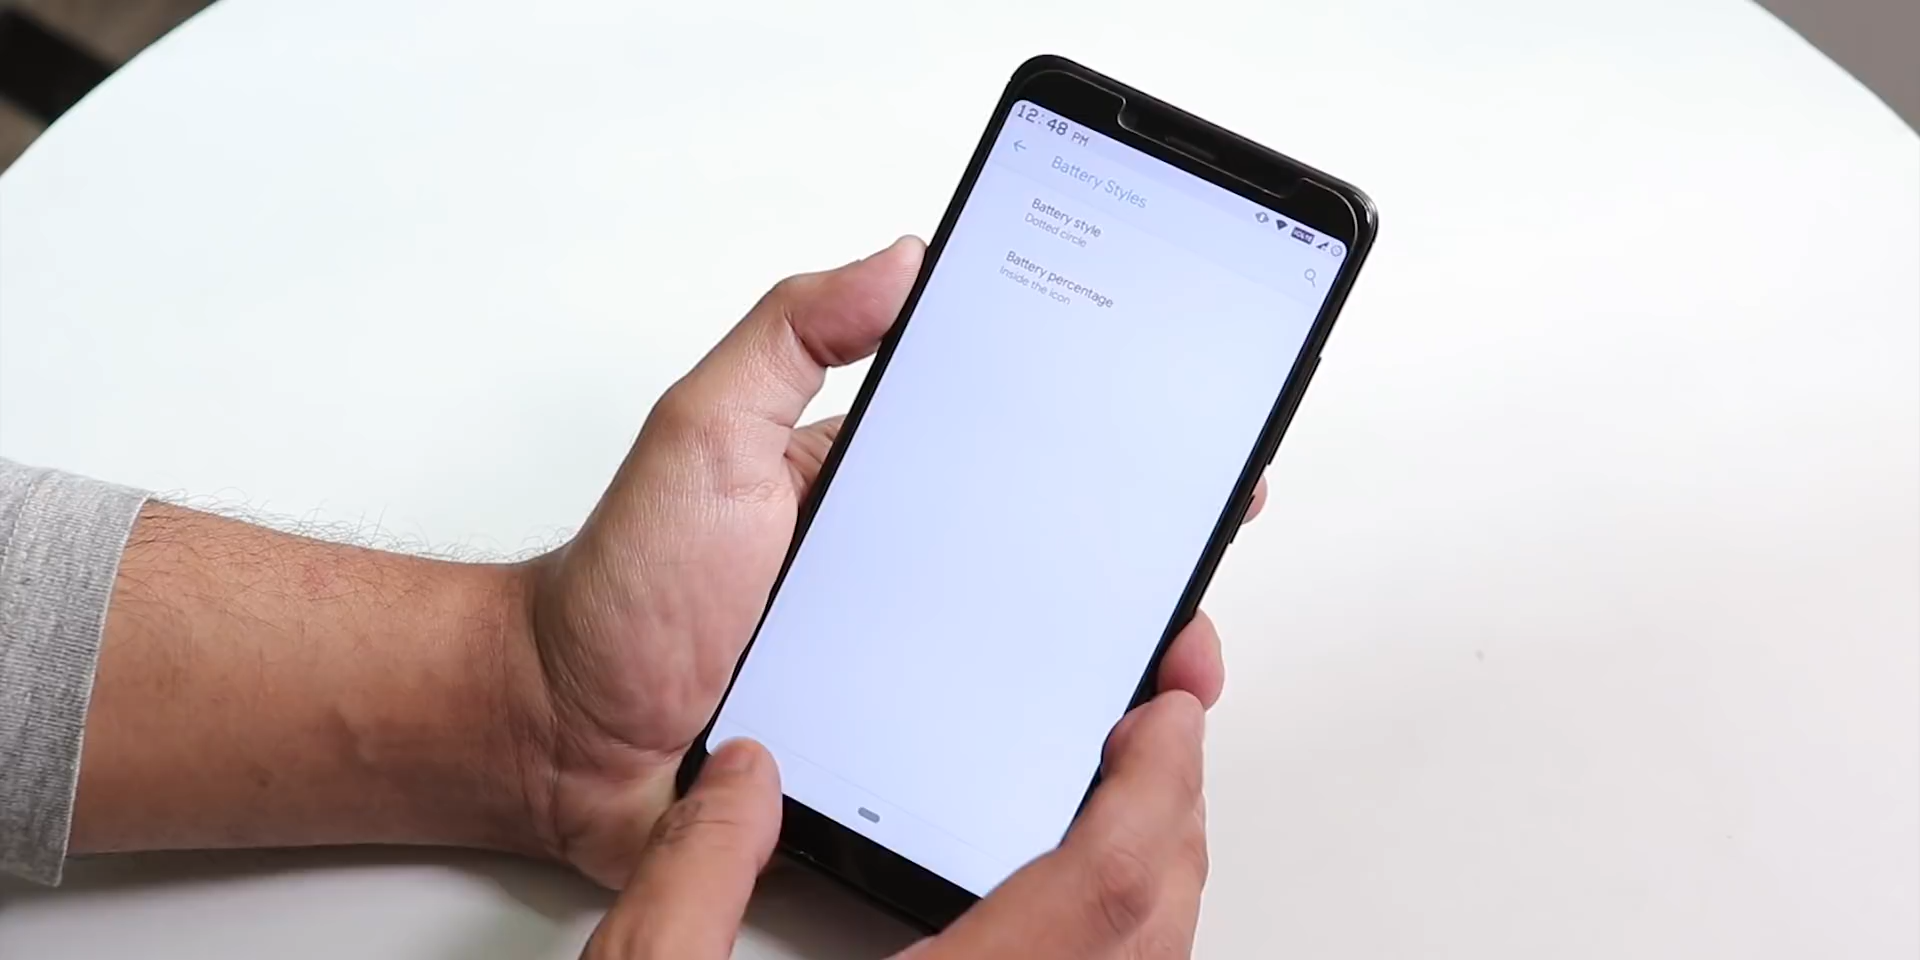 12:48 PM
Battery Styles
Battery style
Dotted circle
Battery percentage
Inside the icon